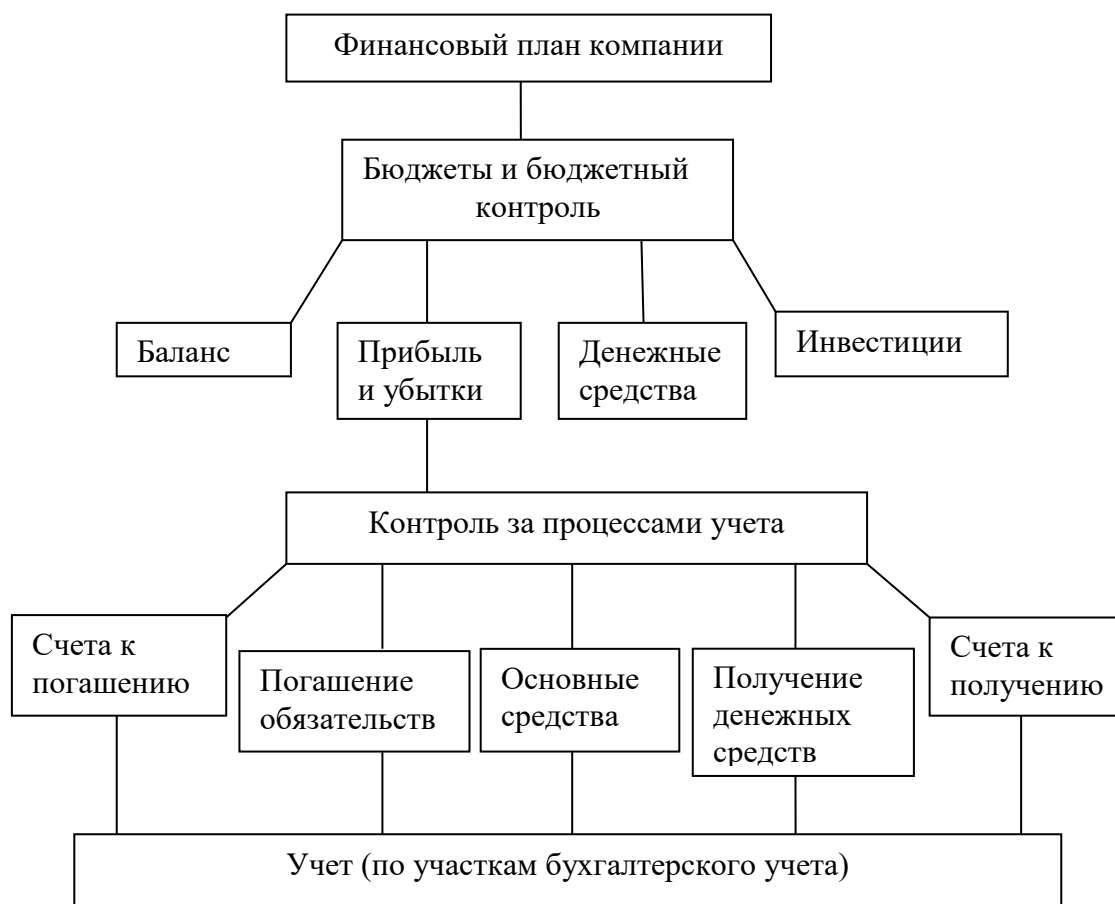 Финансовый план компании
Бюджеты и бюджетный
контроль
Баланс
Прибыль
и убытки
Денежные
средства
Инвестиции
Контроль за процессами учета
Счета к
погашению
Погашение
обязательств
Основные
средства
Получение
денежных
средств
Счета к
получению
Учет (по участкам бухгалтерского учета)